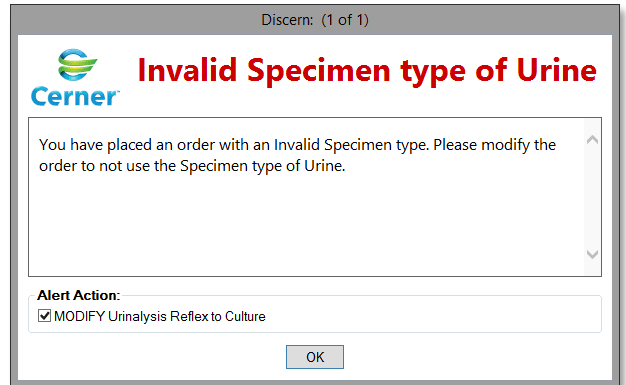 Discern: (1 of 1)
Cerner
Invalid Specimen type of Urine
You have placed an order with an Invalid Specimen type. Please modify the
order to not use the Specimen type of Urine.
Alert Action:
MODIFY Urinalysis Reflex to Culture
OK